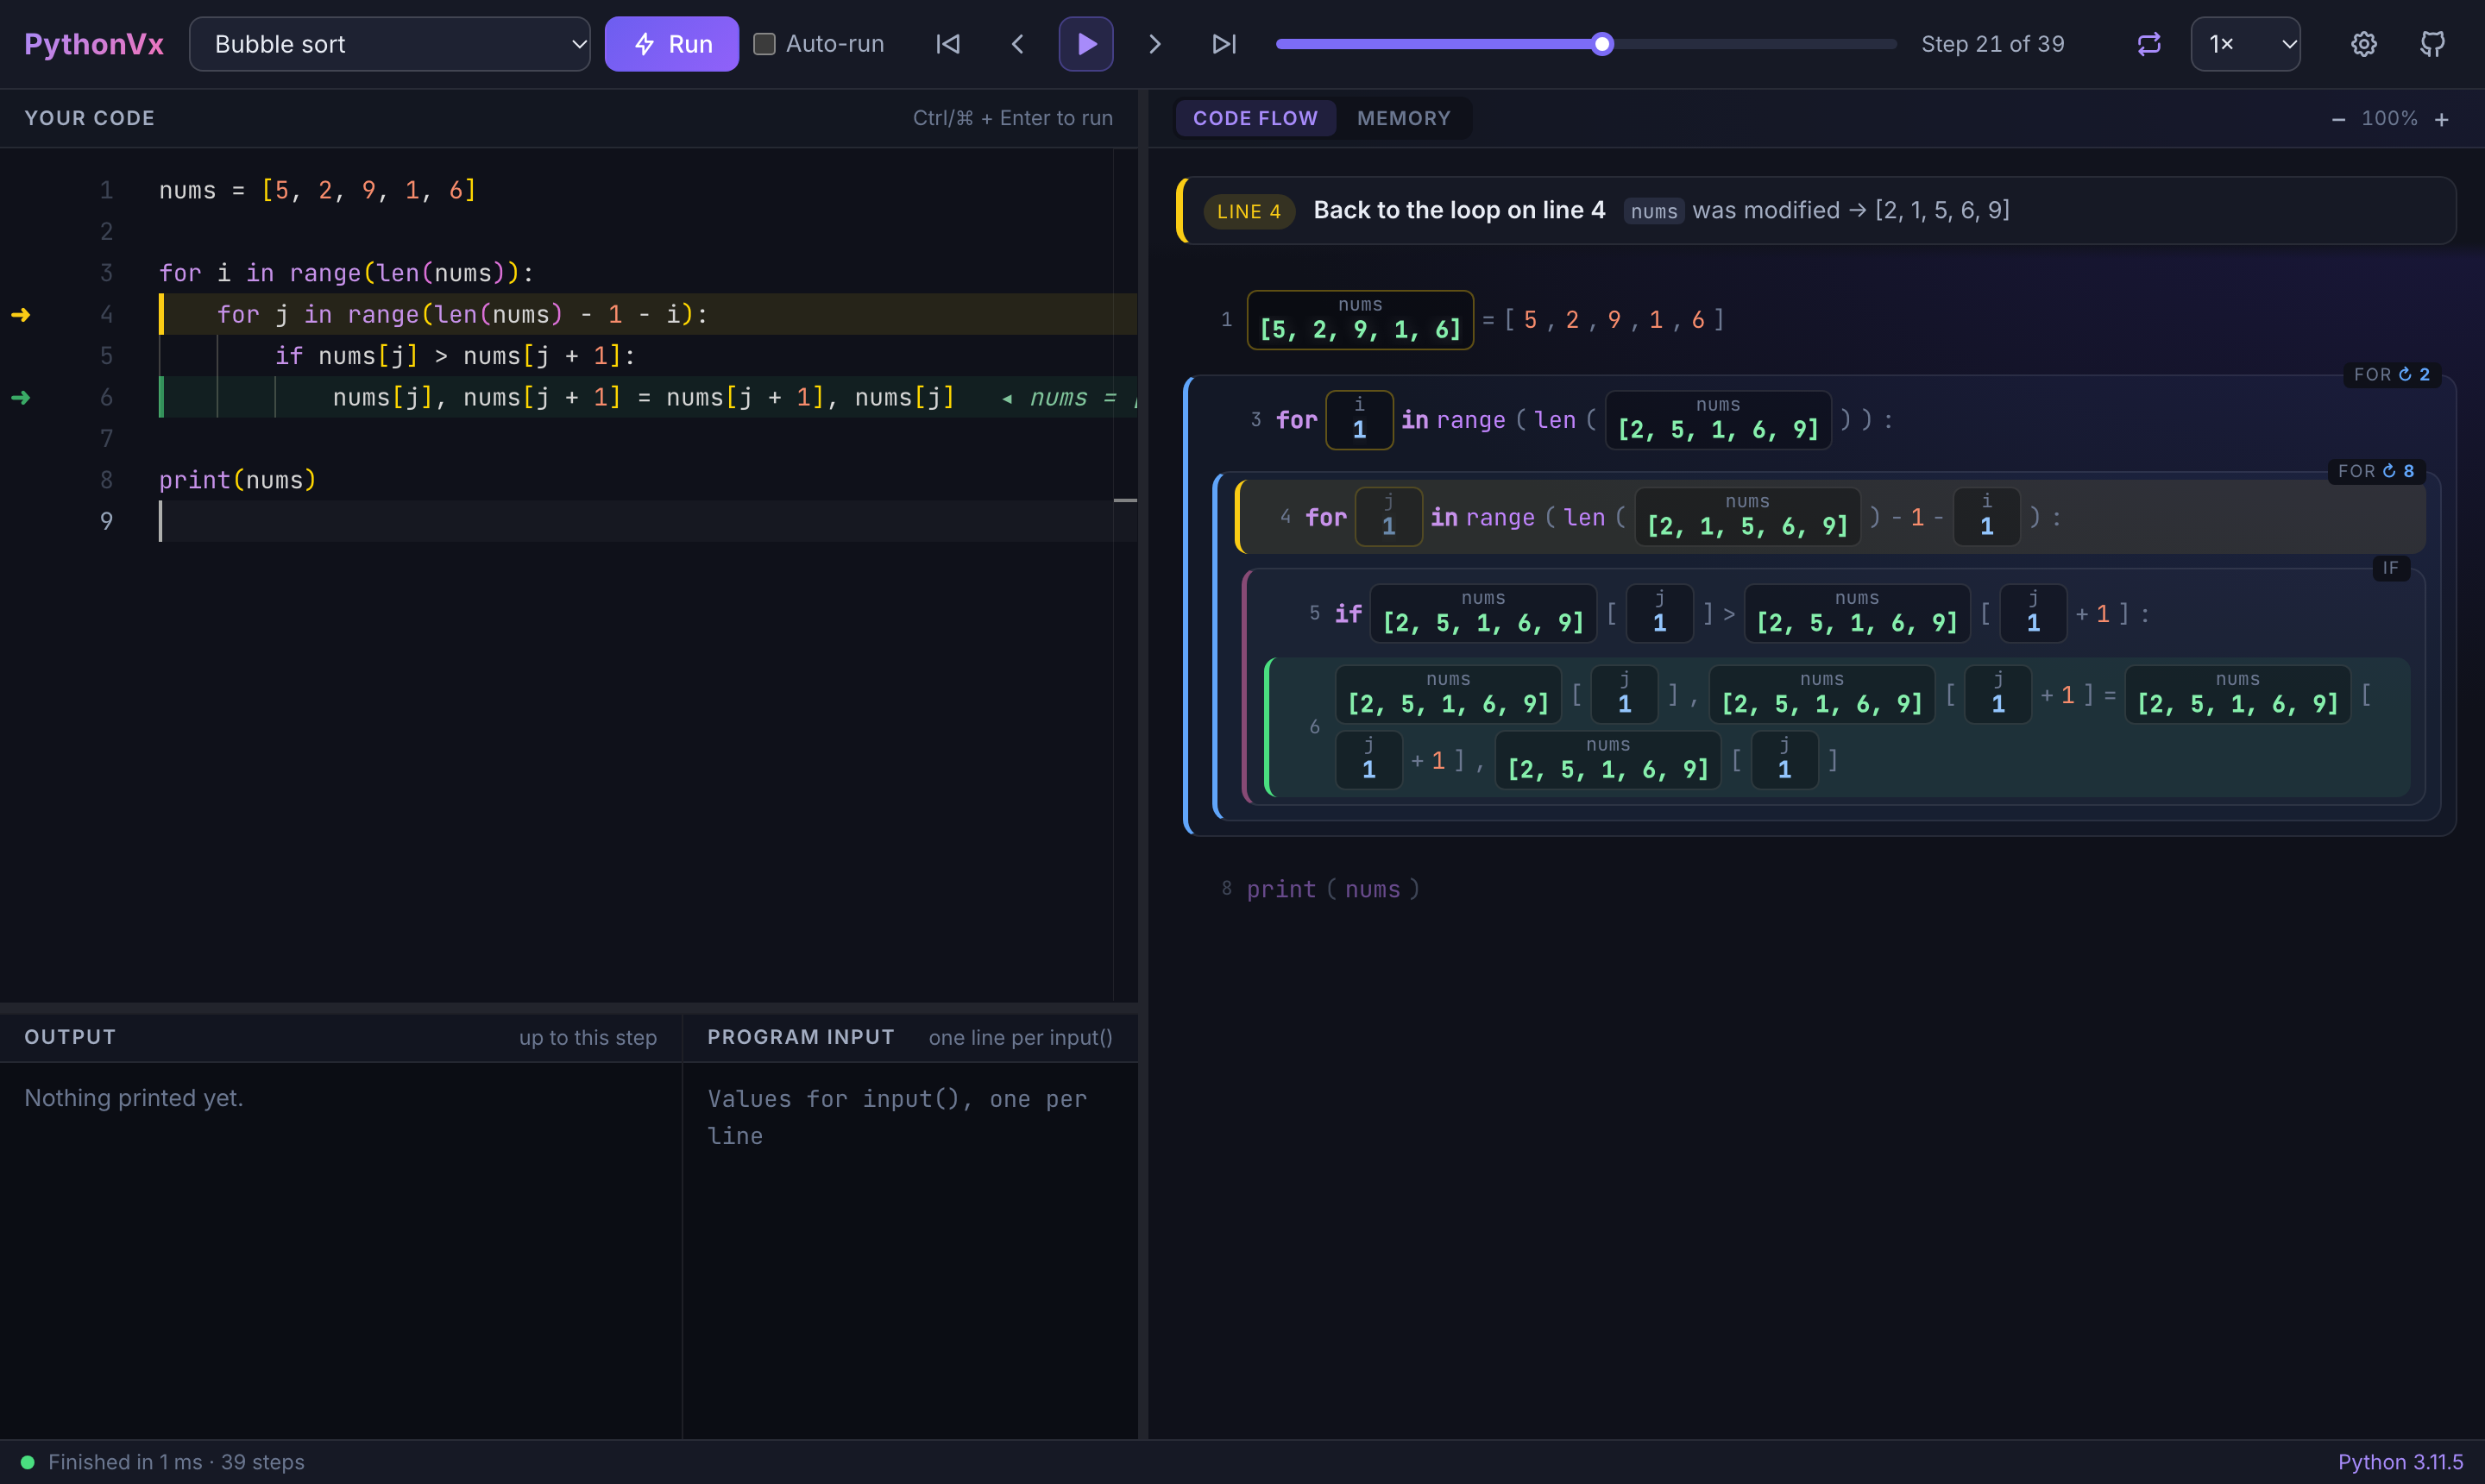 PythonVx Bubble sort Run Auto-run Step 21 of 39 1×
YOUR CODE Ctrl/⌘ + Enter to run
1 nums = [5, 2, 9, 1, 6]
2
3 for i in range(len(nums)):
4 for j in range(len(nums) - 1 - i):
5 if nums[j] > nums[j + 1]:
6 nums[j], nums[j + 1] = nums[j + 1], nums[j] ◂ nums =
7
8 print(nums)
9
OUTPUT up to this step
Nothing printed yet.
PROGRAM INPUT one line per input()
Values for input(), one per
line
CODE FLOW MEMORY − 100% +
LINE 4 Back to the loop on line 4 nums was modified → [2, 1, 5, 6, 9]
nums
1 [5, 2, 9, 1, 6] = [ 5 , 2 , 9 , 1 , 6 ]
FOR ↻ 2
i nums
3 for 1 in range ( len ( [2, 5, 1, 6, 9] ) ) :
FOR ↻ 8
j nums i
4 for 1 in range ( len ( [2, 1, 5, 6, 9] ) - 1 - 1 ) :
IF
nums j nums j
5 if [2, 5, 1, 6, 9] [ 1 ] > [2, 5, 1, 6, 9] [ 1 + 1 ] :
nums j nums j nums
6 [2, 5, 1, 6, 9] [ 1 ] , [2, 5, 1, 6, 9] [ 1 + 1 ] = [2, 5, 1, 6, 9] [
j nums j
1 + 1 ] , [2, 5, 1, 6, 9] [ 1 ]
8 print ( nums )
Finished in 1 ms · 39 steps Python 3.11.5